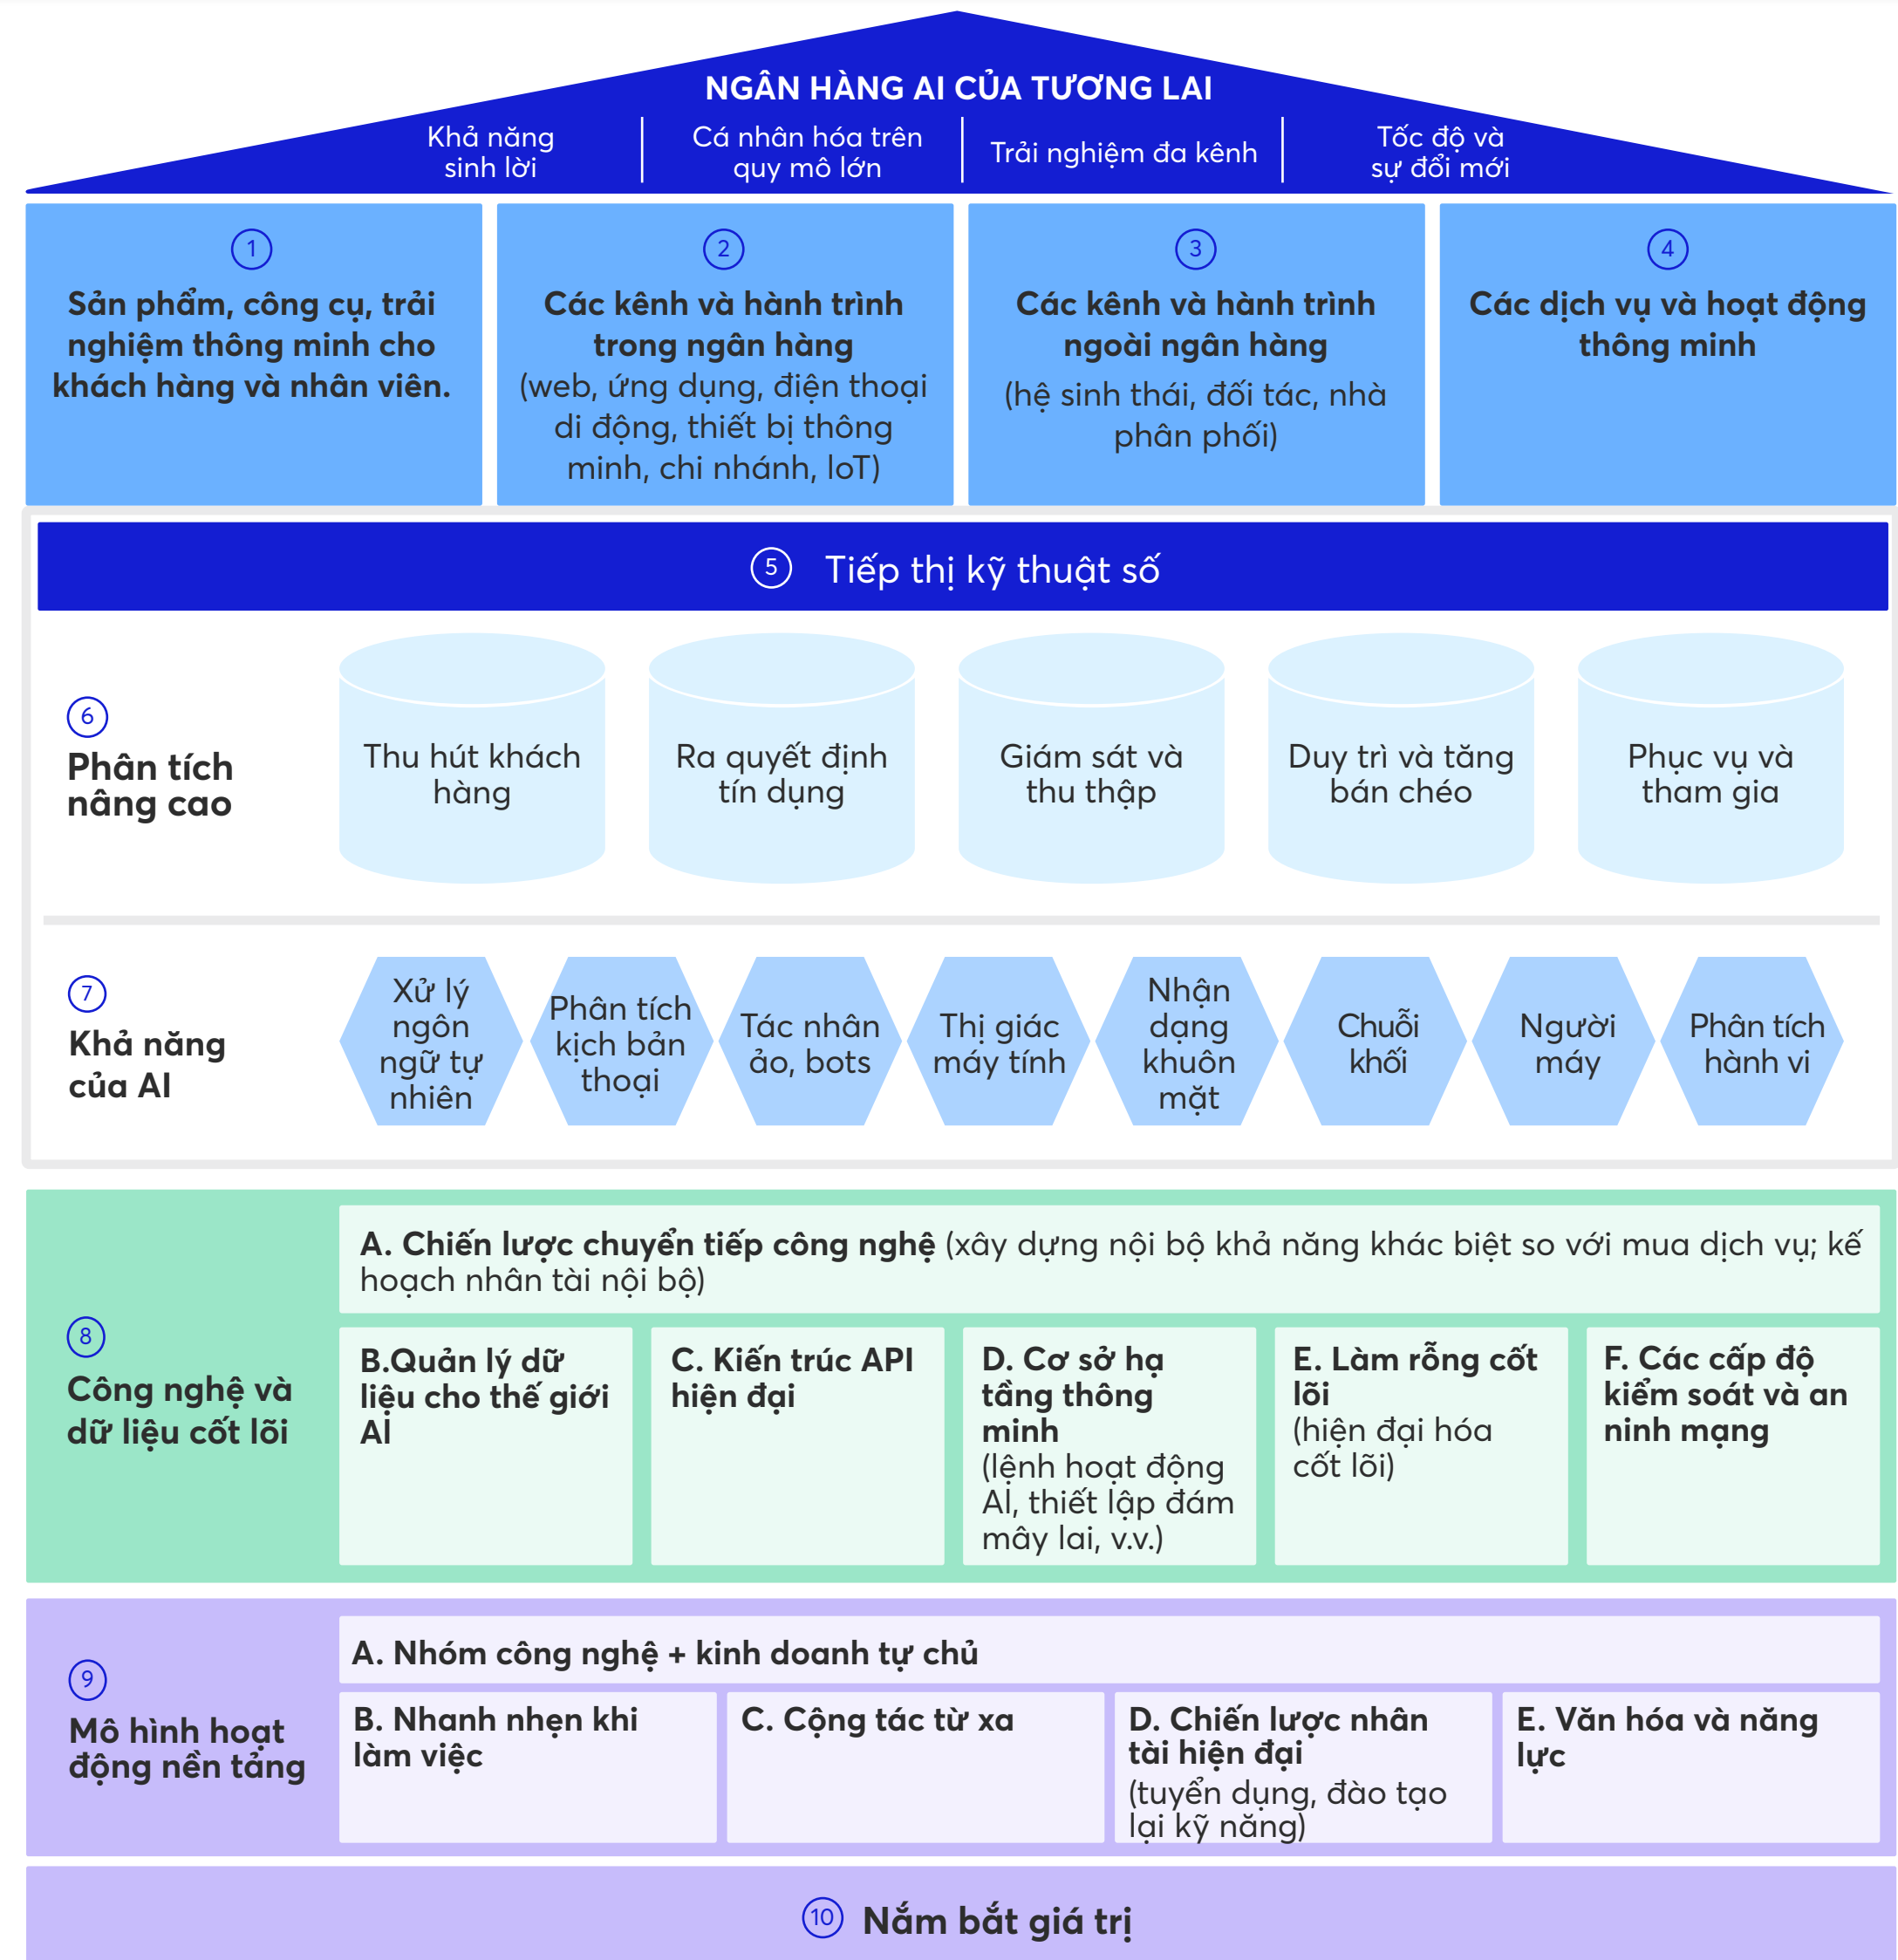 NGÂN HÀNG AI CỦA TƯƠNG LAI
Khả năng
sinh lời
Cá nhân hóa trên
quy mô lớn
Trải nghiệm đa kênh
Tốc độ và
sự đổi mới
1
Sản phẩm, công cụ, trải
nghiệm thông minh cho
khách hàng và nhân viên.
2
Các kênh và hành trình
trong ngân hàng
(web, ứng dụng, điện thoại
di động, thiết bị thông
minh, chi nhánh, IoT)
3
Các kênh và hành trình
ngoài ngân hàng
(hệ sinh thái, đối tác, nhà
phân phối)
4
Các dịch vụ và hoạt động
thông minh
5 Tiếp thị kỹ thuật số
6
Phân tích
nâng cao
Thu hút khách
hàng
Ra quyết định
tín dụng
Giám sát và
thu thập
Duy trì và tăng
bán chéo
Phục vụ và
tham gia
7
Khả năng
của AI
Xử lý
ngôn
ngữ tự
nhiên
Phân tích
kịch bản
thoại
Tác nhân
ảo, bots
Thị giác
máy tính
Nhận
dạng
khuôn
mặt
Chuỗi
khối
Người
máy
Phân tích
hành vi
8
Công nghệ và
dữ liệu cốt lõi
A. Chiến lược chuyển tiếp công nghệ (xây dựng nội bộ khả năng khác biệt so với mua dịch vụ; kế
hoạch nhân tài nội bộ)
B.Quản lý dữ
liệu cho thế giới
AI
C. Kiến trúc API
hiện đại
D. Cơ sở hạ
tầng thông
minh
(lệnh hoạt động
AI, thiết lập đám
mây lai, v.v.)
E. Làm rỗng cốt
lõi
(hiện đại hóa
cốt lõi)
F. Các cấp độ
kiểm soát và an
ninh mạng
9
Mô hình hoạt
động nền tảng
A. Nhóm công nghệ + kinh doanh tự chủ
B. Nhanh nhẹn khi
làm việc
C. Cộng tác từ xa
D. Chiến lược nhân
tài hiện đại
(tuyển dụng, đào tạo
lại kỹ năng)
E. Văn hóa và năng
lực
10 Nắm bắt giá trị